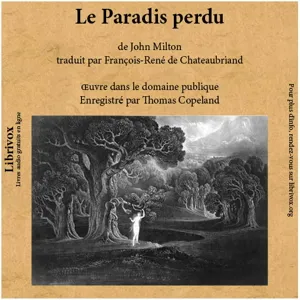 Le Paradis perdu
de John Milton
traduit par François-René de Chateaubriand
Œuvre dans le domaine publique
Enregistré par Thomas Copeland
Librivox
Livres audio gratuits en ligne
Pour plus d'info, rendez-vous sur librivox.org